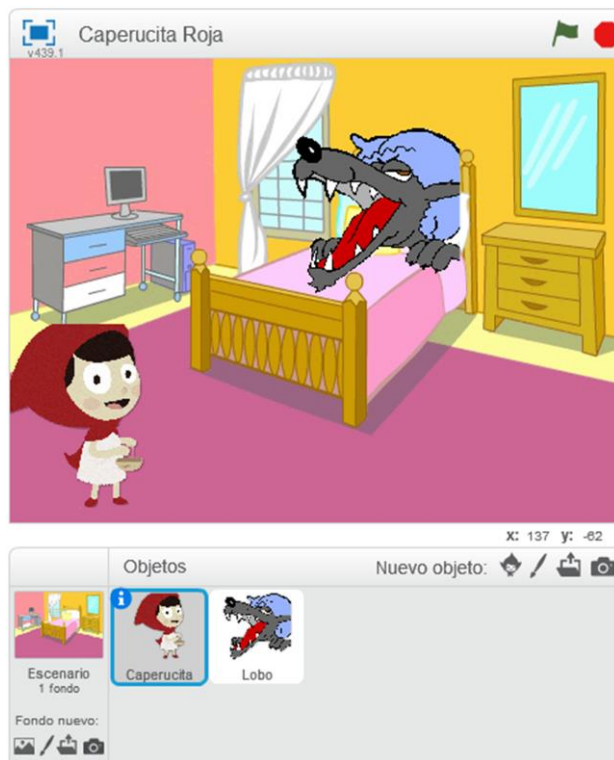 Caperucita Roja
v439.1
x: 137 y: -62
Objetos
Nuevo objeto:
Caperucita
Lobo
Escenario
1 fondo
Fondo nuevo: